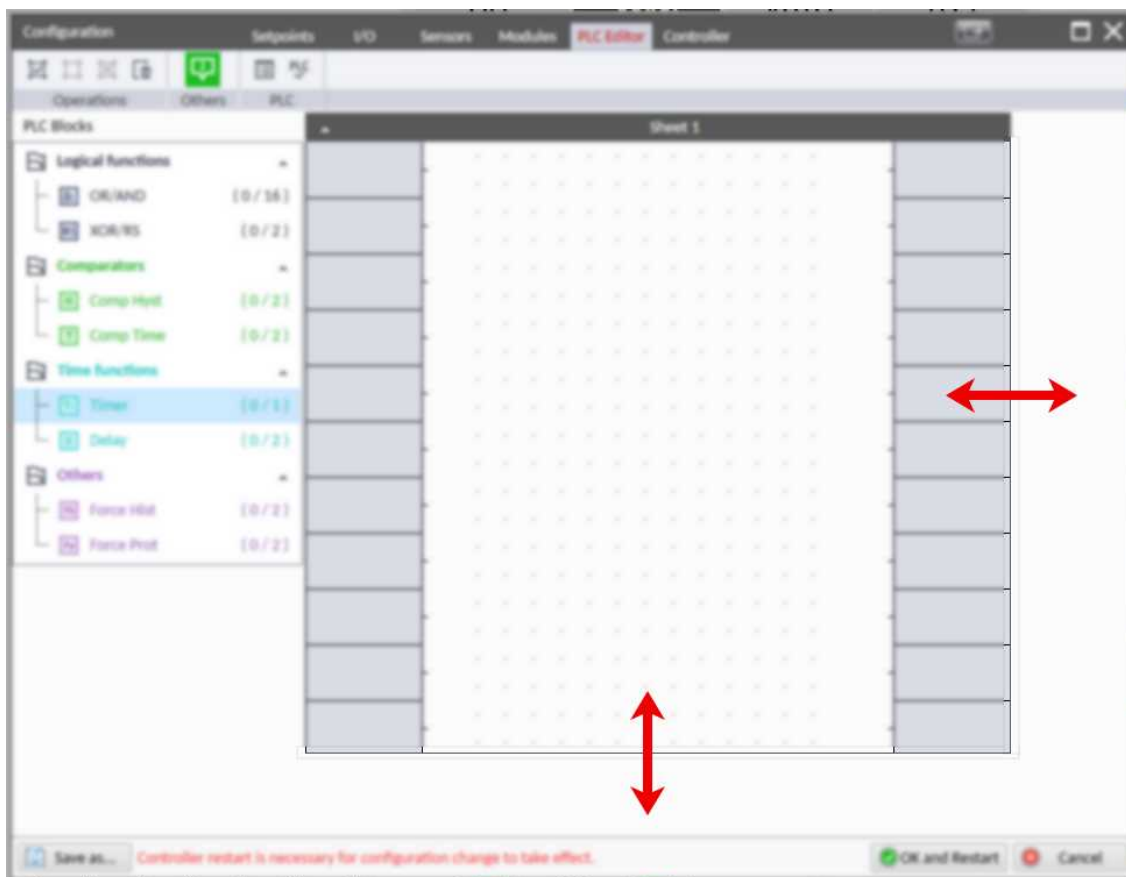 Configuration
Setpoints I/O Sensors Modules PLC Editor Controller
Operations Others PLC
PLC Blocks
Sheet 1
Logical functions
OR/AND [0/16]
XOR/RS [0/2]
Comparators
Comp Hyst [0/2]
Comp Time [0/2]
Time functions
Timer [0/1]
Delay [0/2]
Others
Force Hist [0/2]
Force Prot [0/2]
Save as... Controller restart is necessary for configuration change to take effect. OK and Restart Cancel